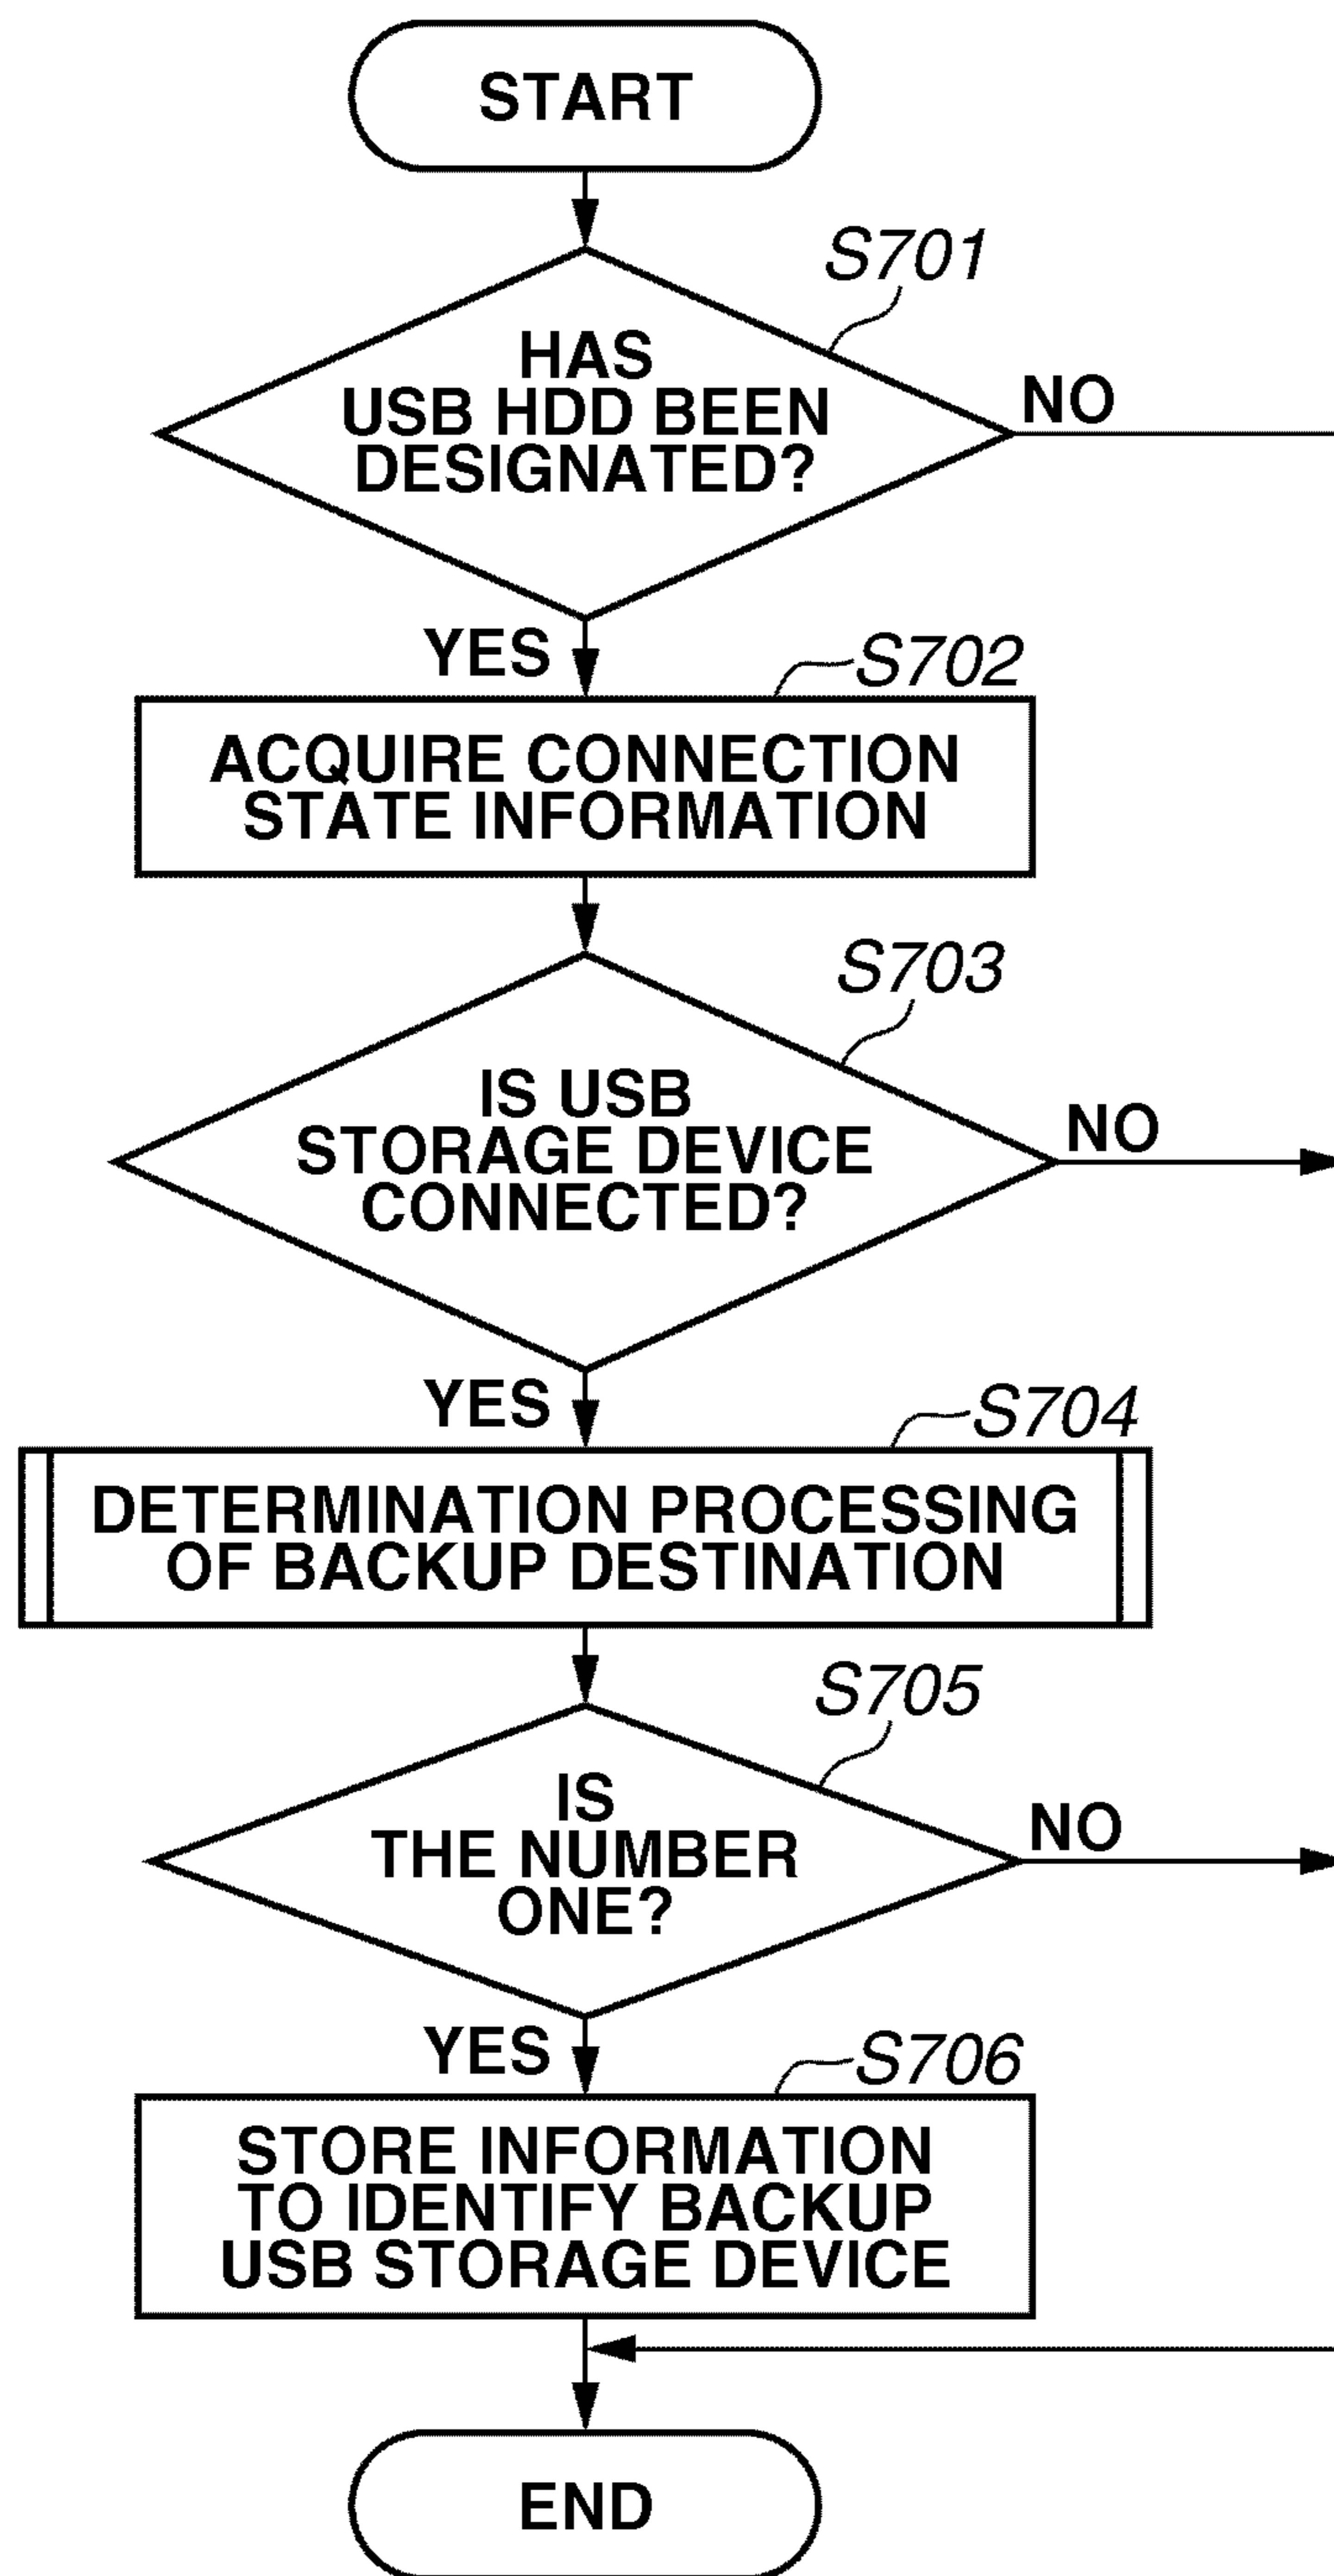 START
S701
HAS
USB HDD BEEN
DESIGNATED?
NO
YES
S702
ACQUIRE CONNECTION
STATE INFORMATION
S703
IS USB
STORAGE DEVICE
CONNECTED?
NO
YES
S704
DETERMINATION PROCESSING
OF BACKUP DESTINATION
S705
IS
THE NUMBER
ONE?
NO
YES
S706
STORE INFORMATION
TO IDENTIFY BACKUP
USB STORAGE DEVICE
END